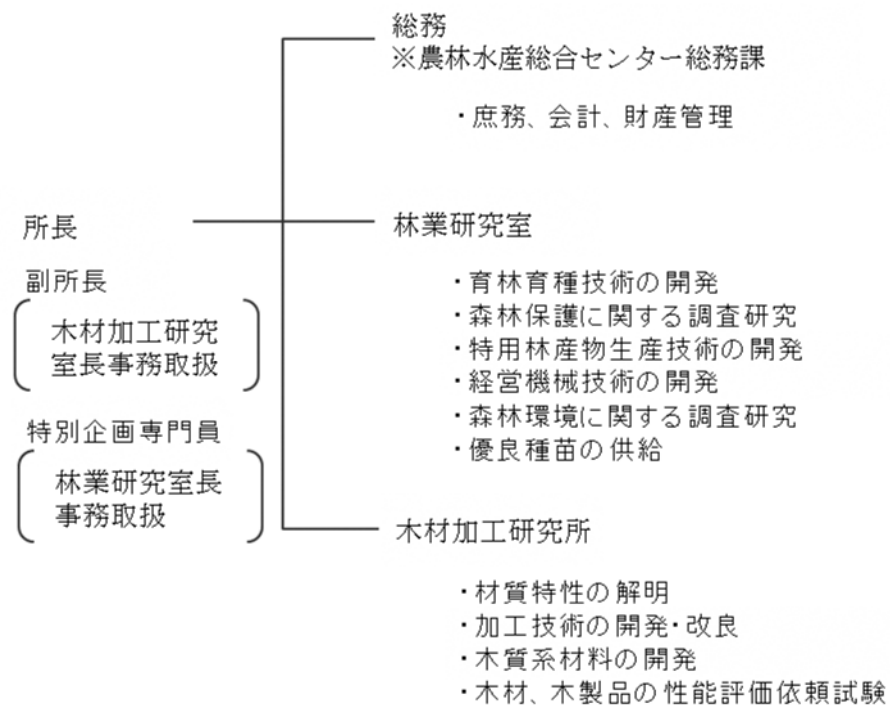 総務
※農林水産総合センター総務課
・庶務、会計、財産管理
所長
副所長
木材加工研究
室長事務取扱
特別企画専門員
林業研究室長
事務取扱
林業研究室
・育林育種技術の開発
・森林保護に関する調査研究
・特用林産物生産技術の開発
・経営機械技術の開発
・森林環境に関する調査研究
・優良種苗の供給
木材加工研究所
・材質特性の解明
・加工技術の開発・改良
・木質系材料の開発
・木材、木製品の性能評価依頼試験